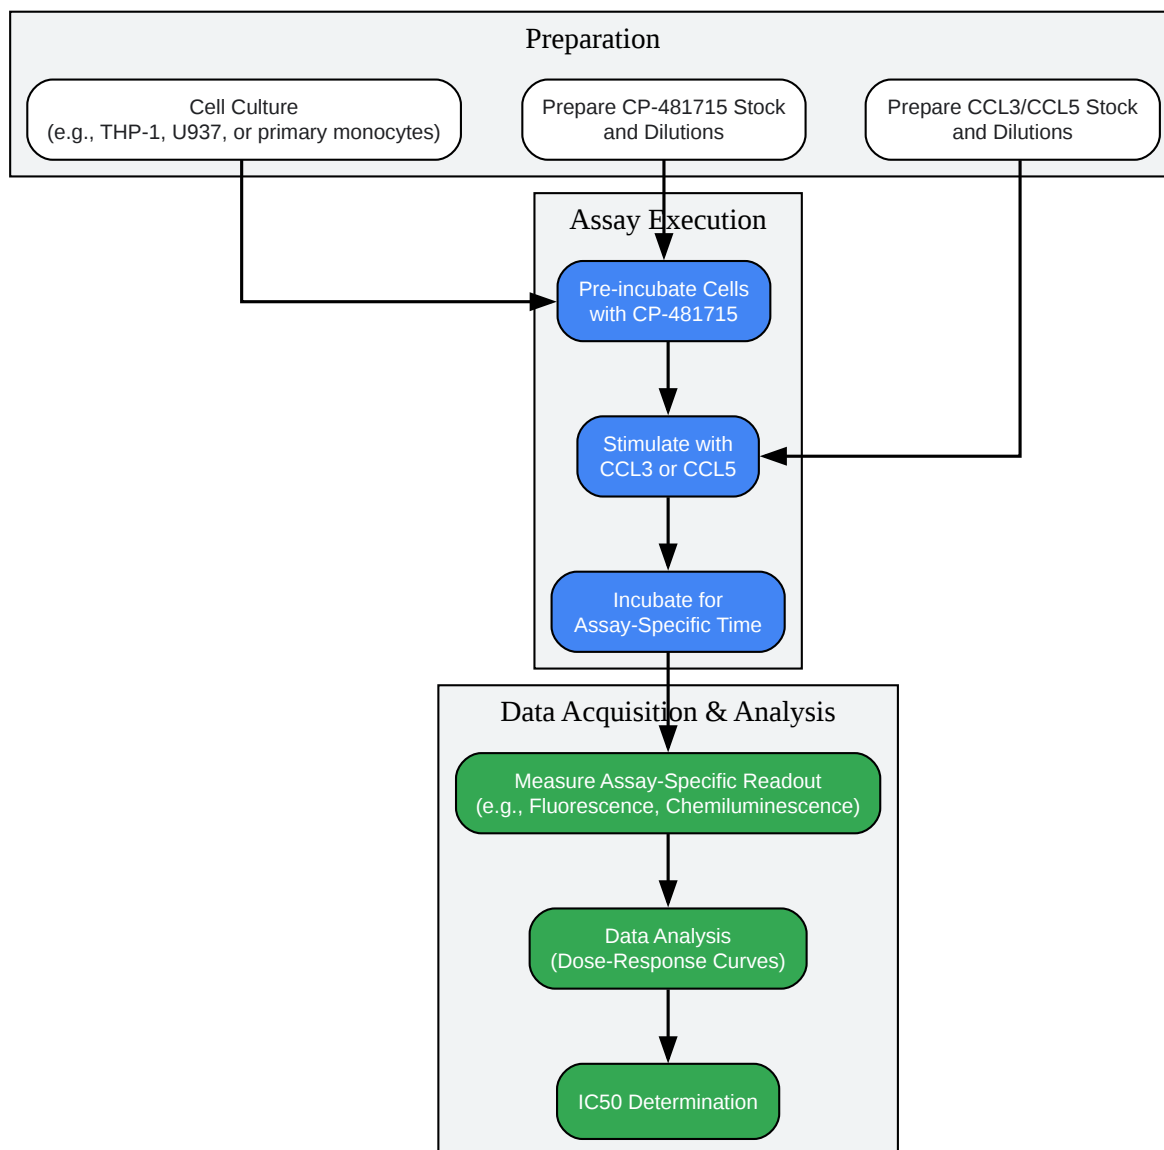 Preparation
Cell Culture
(e.g., THP-1, U937, or primary monocytes)
Prepare CP-481715 Stock
and Dilutions
Prepare CCL3/CCL5 Stock
and Dilutions
Assay Execution
Pre-incubate Cells
with CP-481715
Stimulate with
CCL3 or CCL5
Incubate for
Assay-Specific Time
Data Acquisition & Analysis
Measure Assay-Specific Readout
(e.g., Fluorescence, Chemiluminescence)
Data Analysis
(Dose-Response Curves)
IC50 Determination